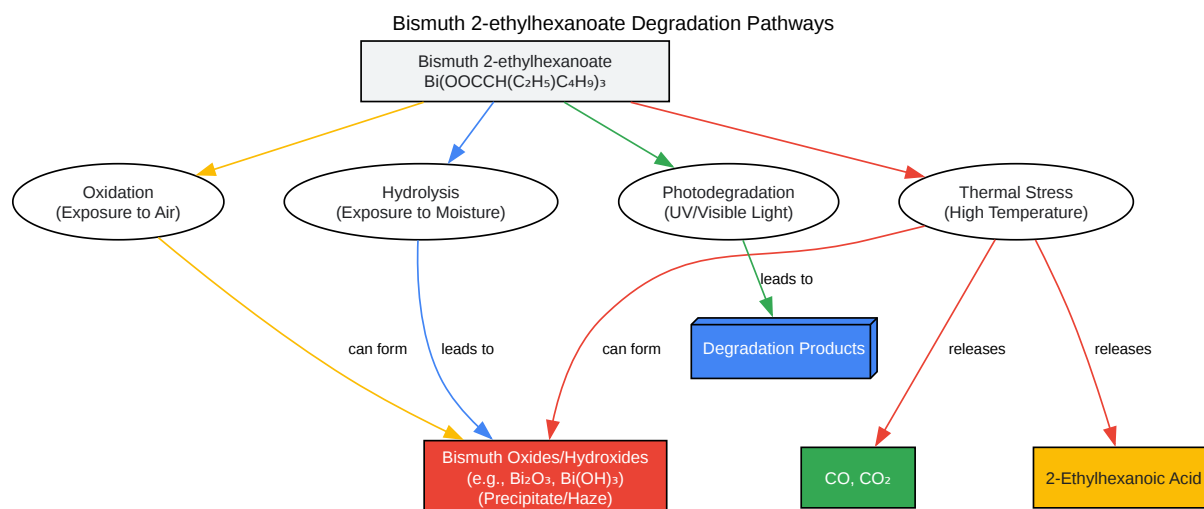 Bismuth 2-ethylhexanoate Degradation Pathways
Bismuth 2-ethylhexanoate
Bi(OOCCH(C₂H₅)C₄H₉)₃
Oxidation
(Exposure to Air)
Hydrolysis
(Exposure to Moisture)
Photodegradation
(UV/Visible Light)
Thermal Stress
(High Temperature)
leads to
Degradation Products
can form
leads to
can form
releases
releases
Bismuth Oxides/Hydroxides
(e.g., Bi₂O₃, Bi(OH)₃)
(Precipitate/Haze)
CO, CO₂
2-Ethylhexanoic Acid